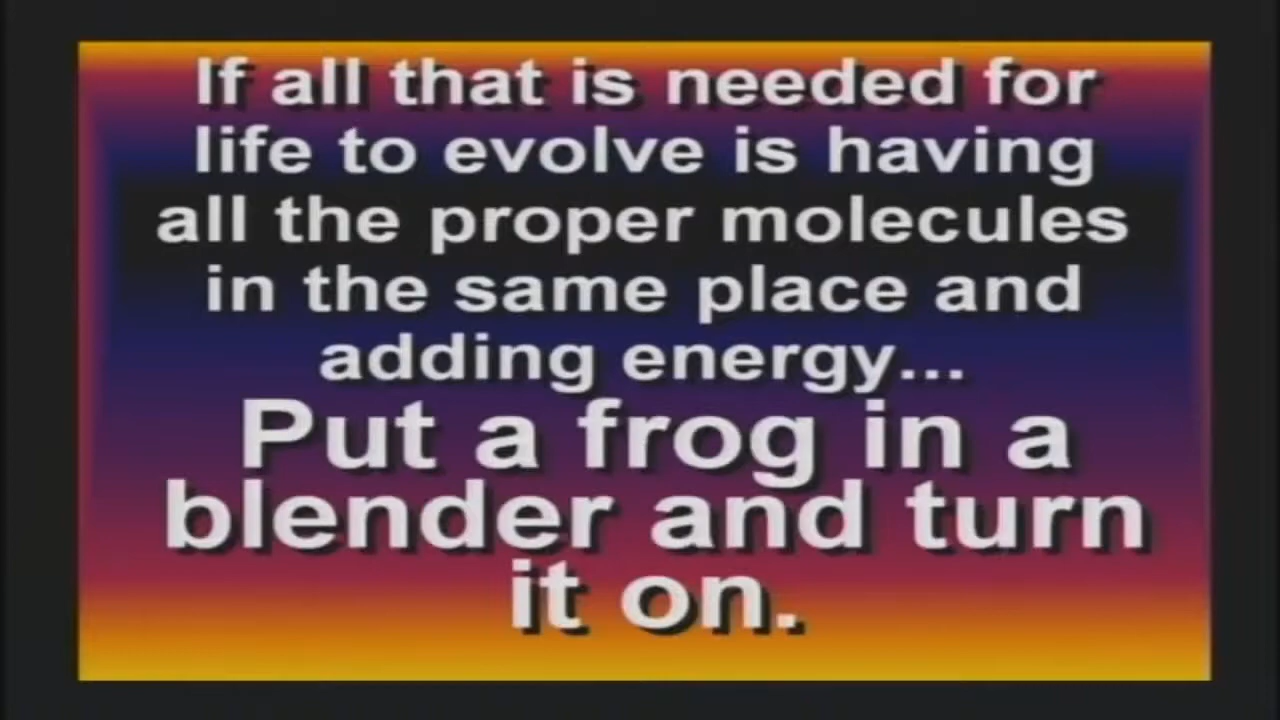 If all that is needed for
life to evolve is having
all the proper molecules
in the same place and
adding energy...
Put a frog in a
blender and turn
it on.